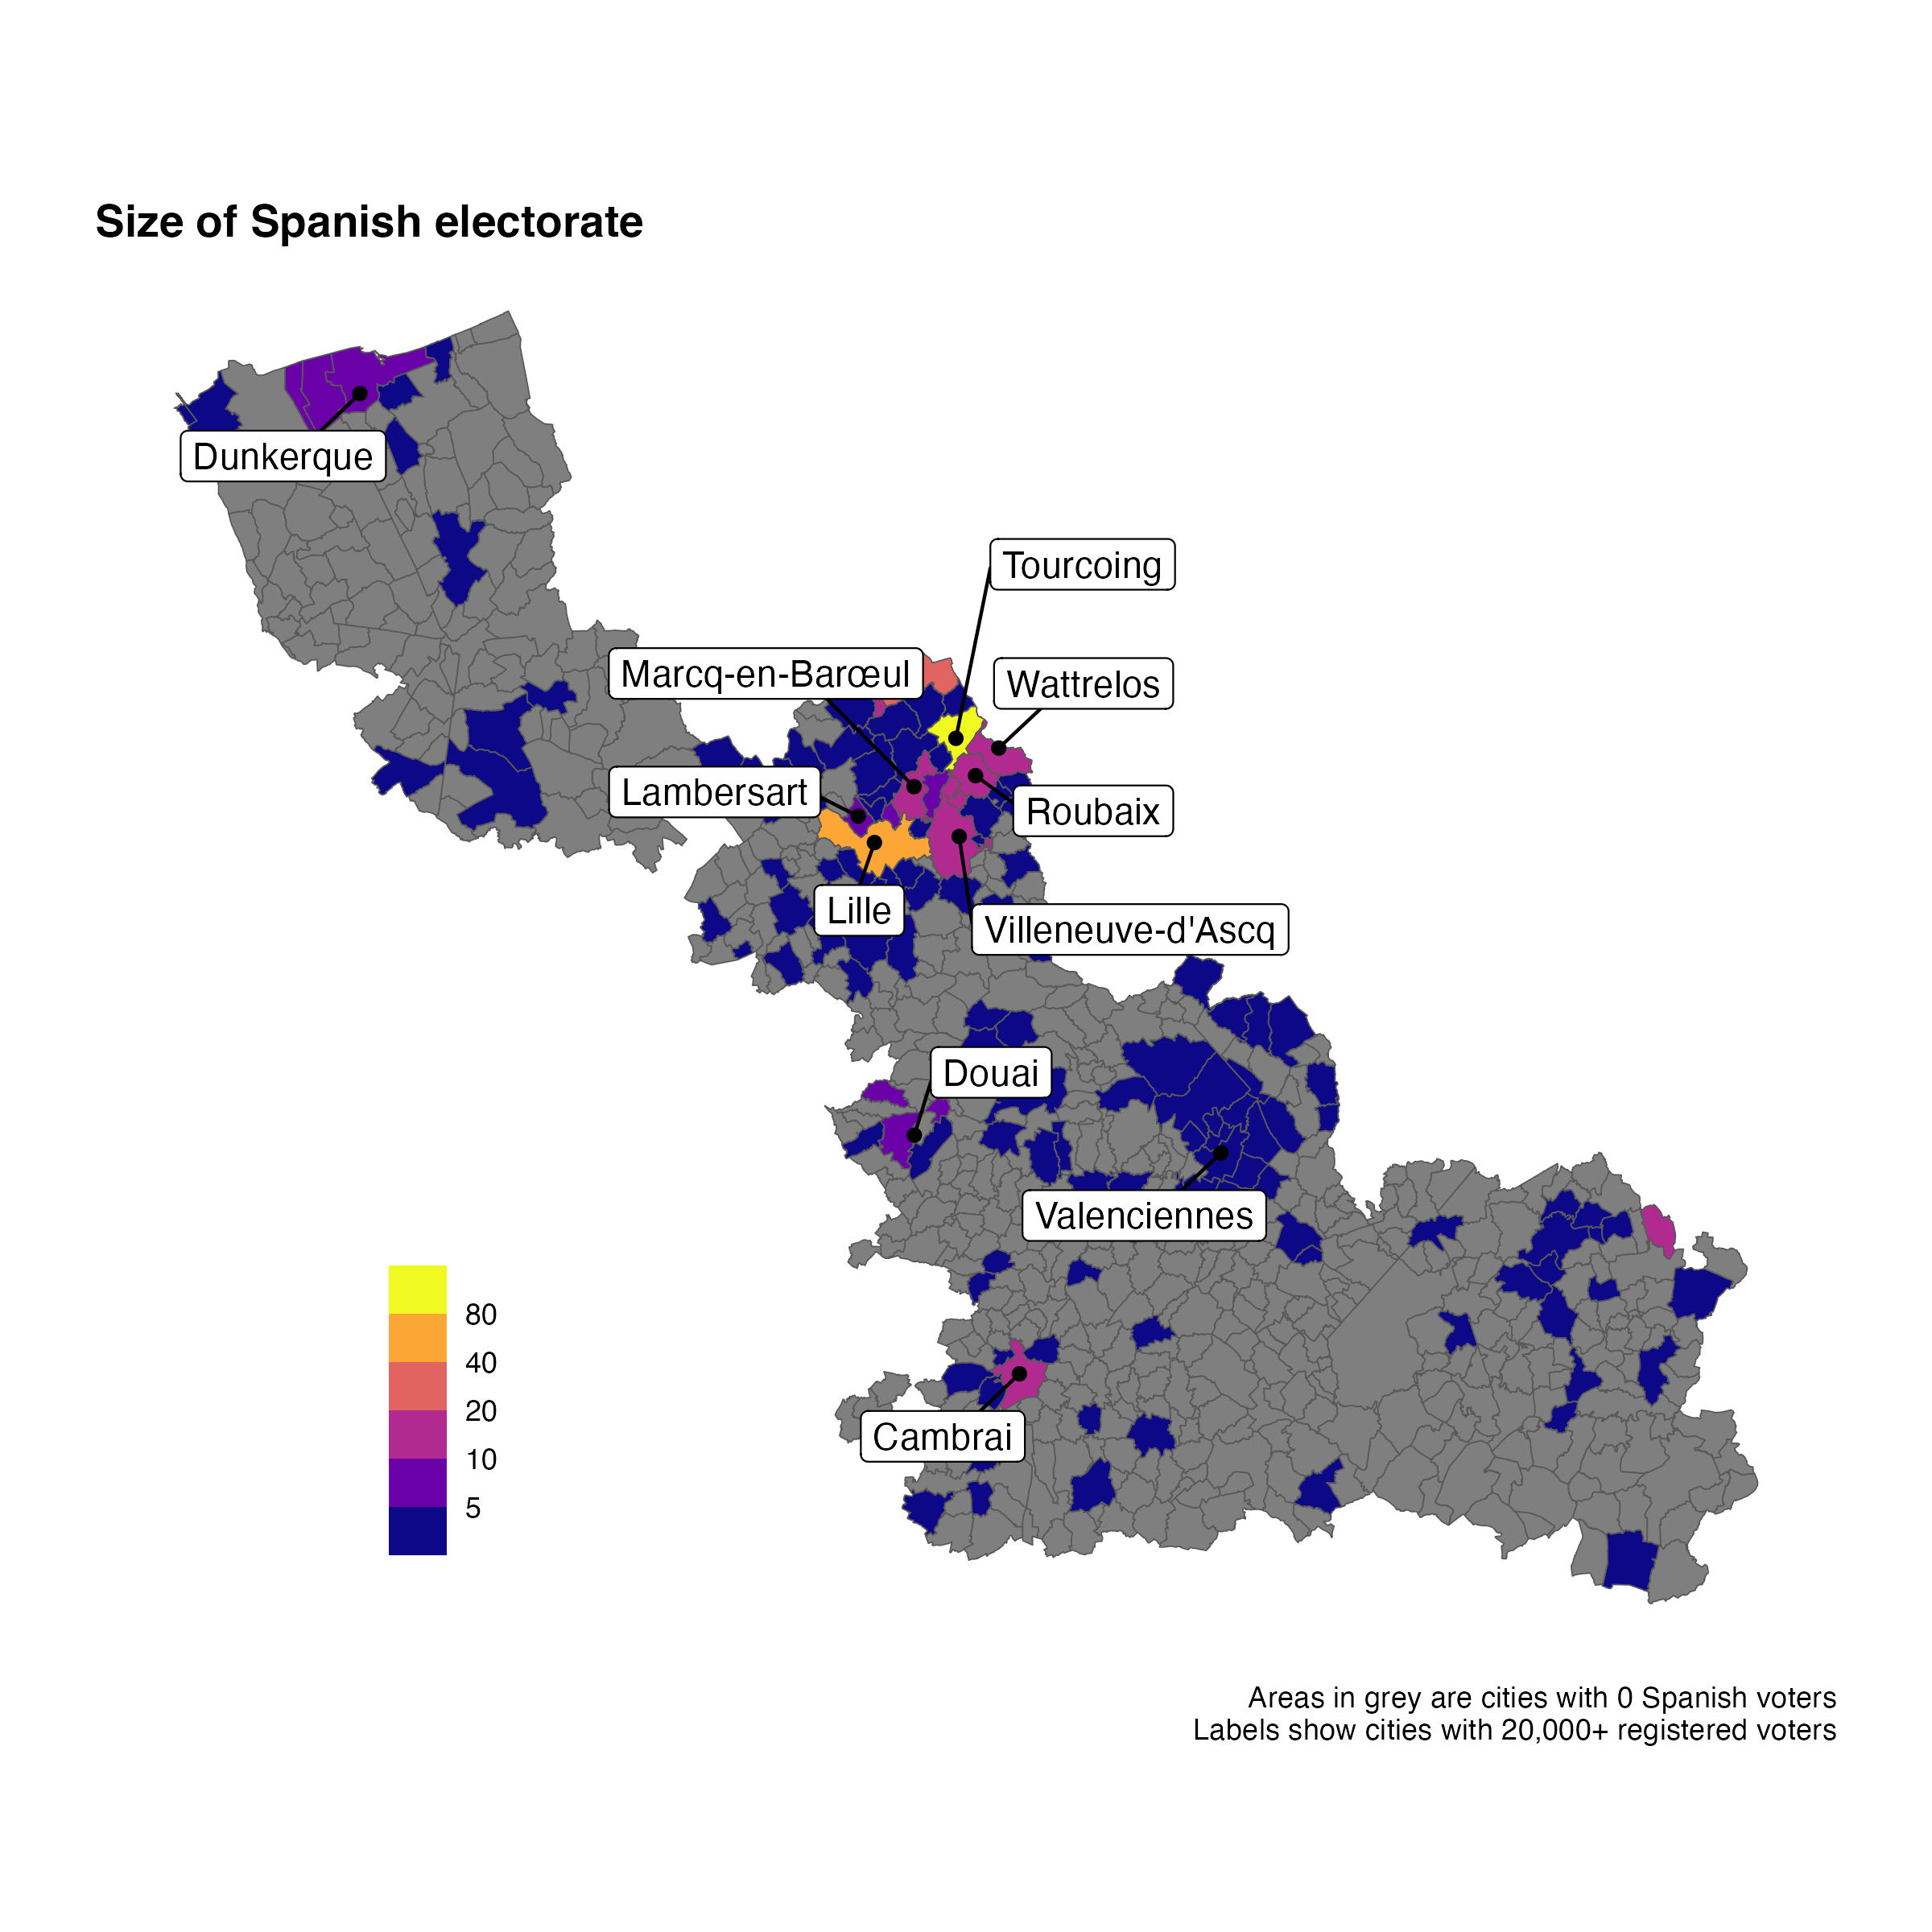 Size of Spanish electorate
Dunkerque
Tourcoing
Marcq-en-Barœul
Wattrelos
Lambersart
Roubaix
Lille
Villeneuve-d'Ascq
Douai
Valenciennes
Cambrai
80
40
20
10
5
Areas in grey are cities with 0 Spanish voters
Labels show cities with 20,000+ registered voters